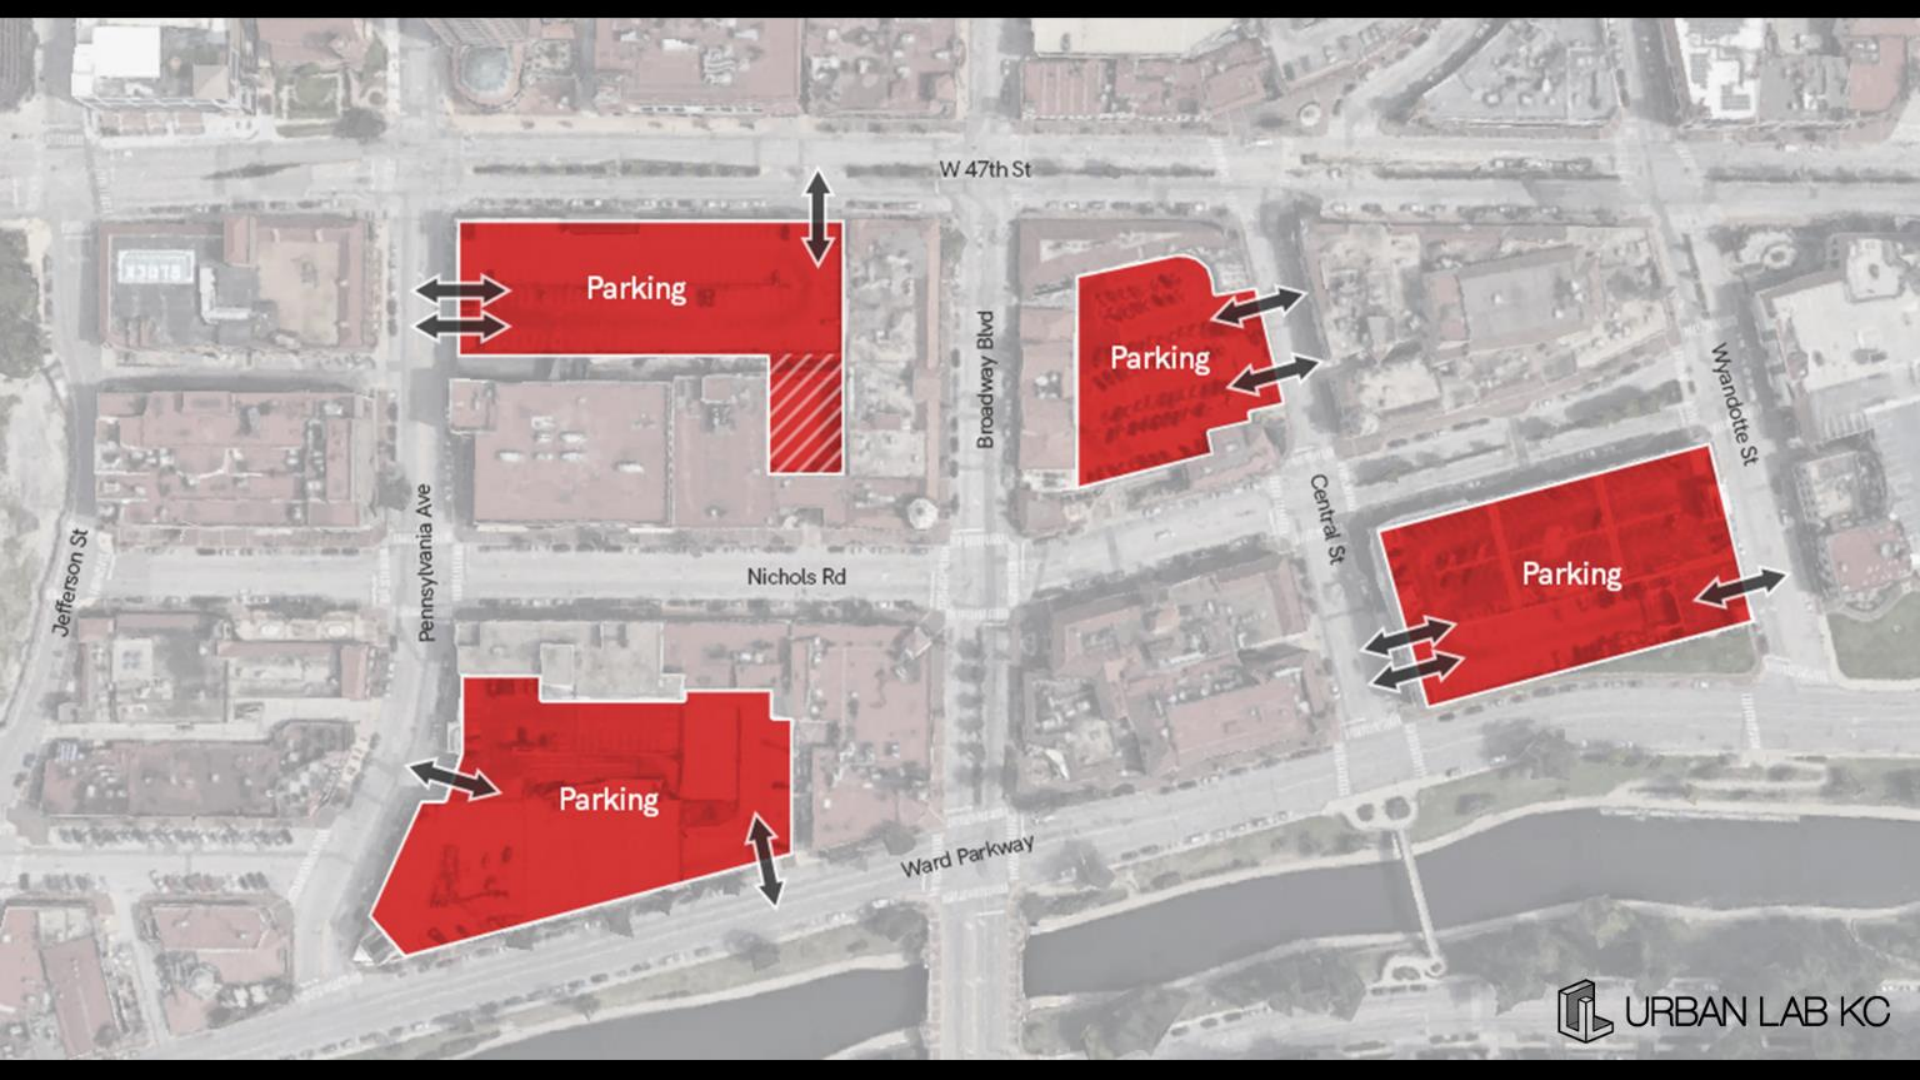 W 47th St
Parking
Parking
Broadway Blvd
Wyandotte St
Pennsylvania Ave
Central St
Jefferson St
Nichols Rd
Parking
Parking
Ward Parkway
URBAN LAB KC